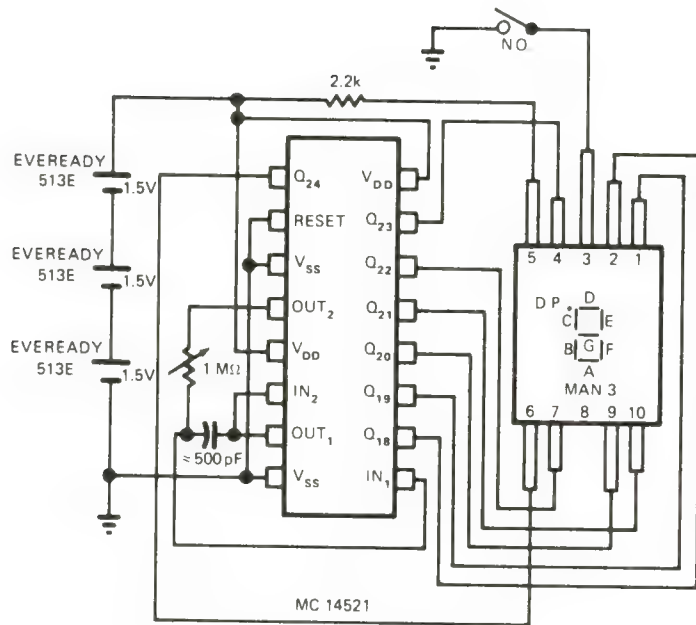 NO
2.2k
EVEREADY
513E
1.5V
EVEREADY
513E
1.5V
EVEREADY
513E
1.5V
Q24
RESET
VSS
OUT2
VDD
IN2
OUT1
VSS
VDD
Q23
Q22
Q21
Q20
Q19
Q18
IN1
1 MΩ
≈500pF
MC 14521
5 4 3 2 1
DP
D
C E
G
B F
A
MAN 3
6 7 8 9 10